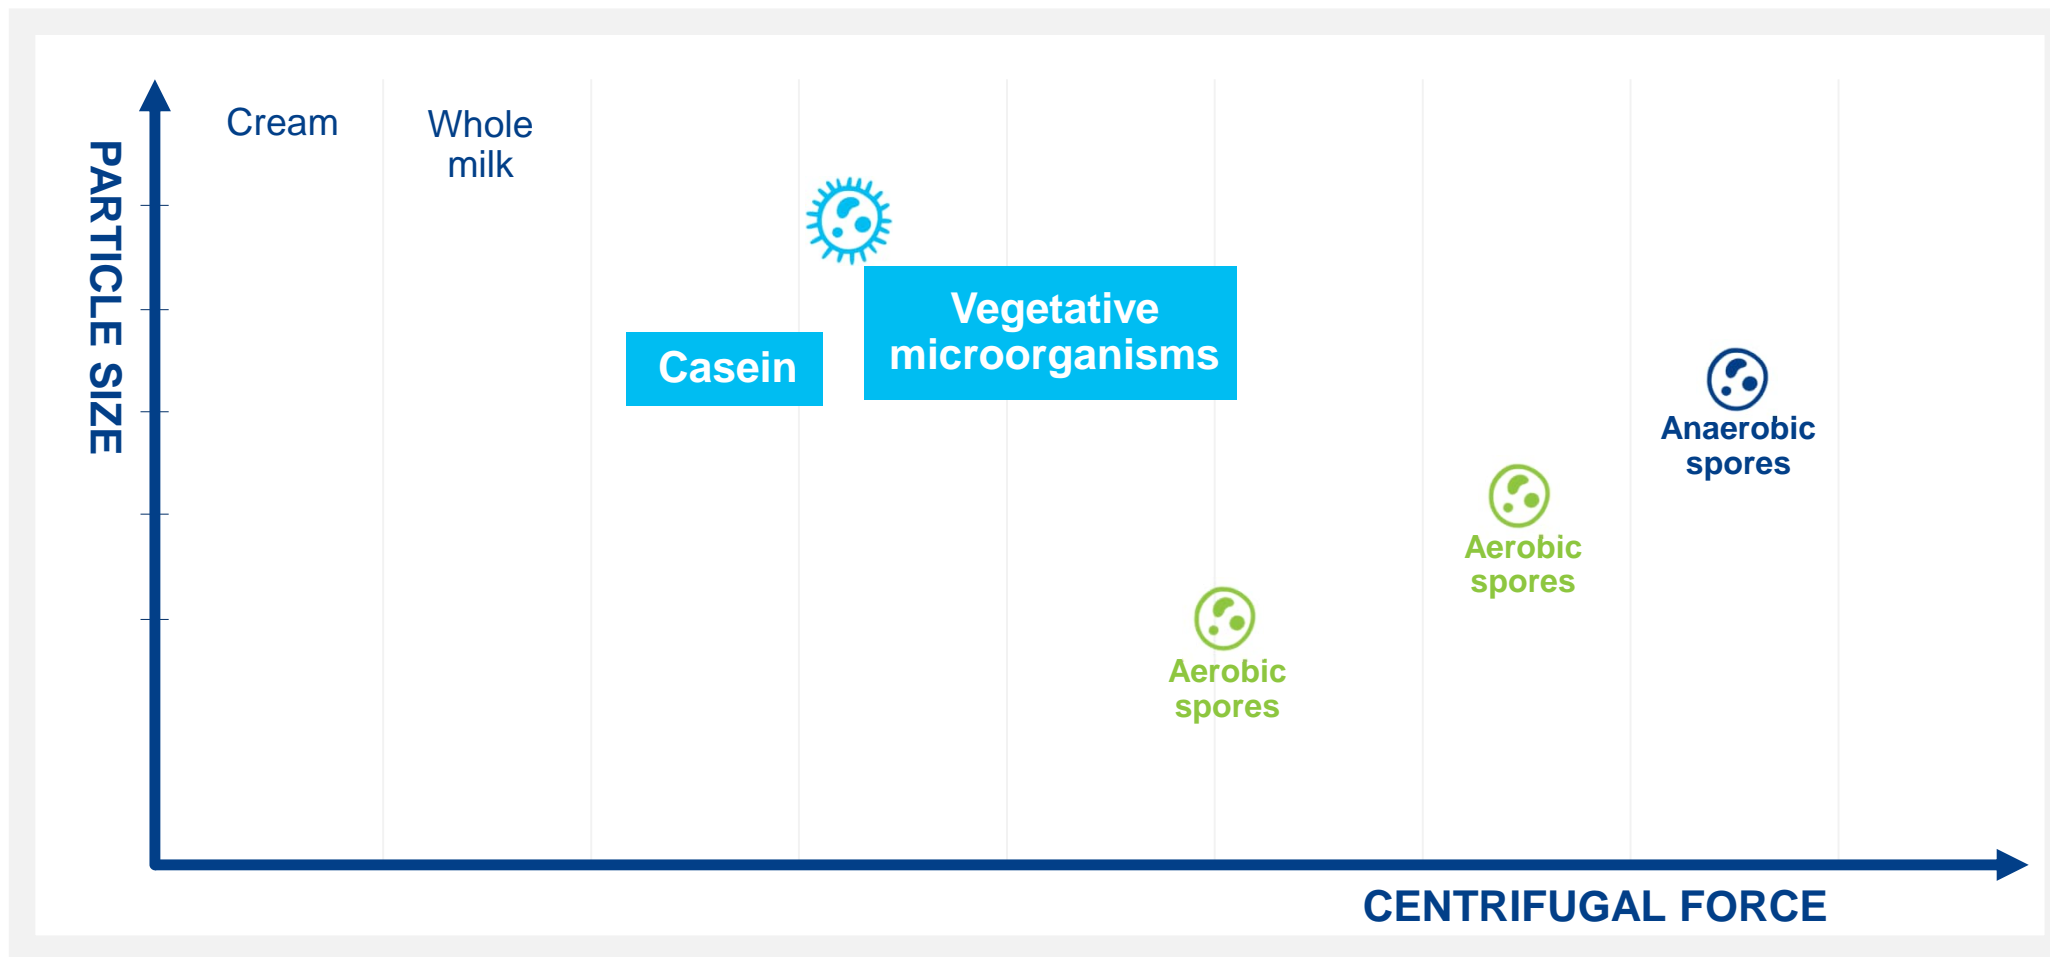 PARTICLE SIZE
Cream
Whole
milk
Vegetative
microorganisms
Casein
Anaerobic
spores
Aerobic
spores
Aerobic
spores
CENTRIFUGAL FORCE